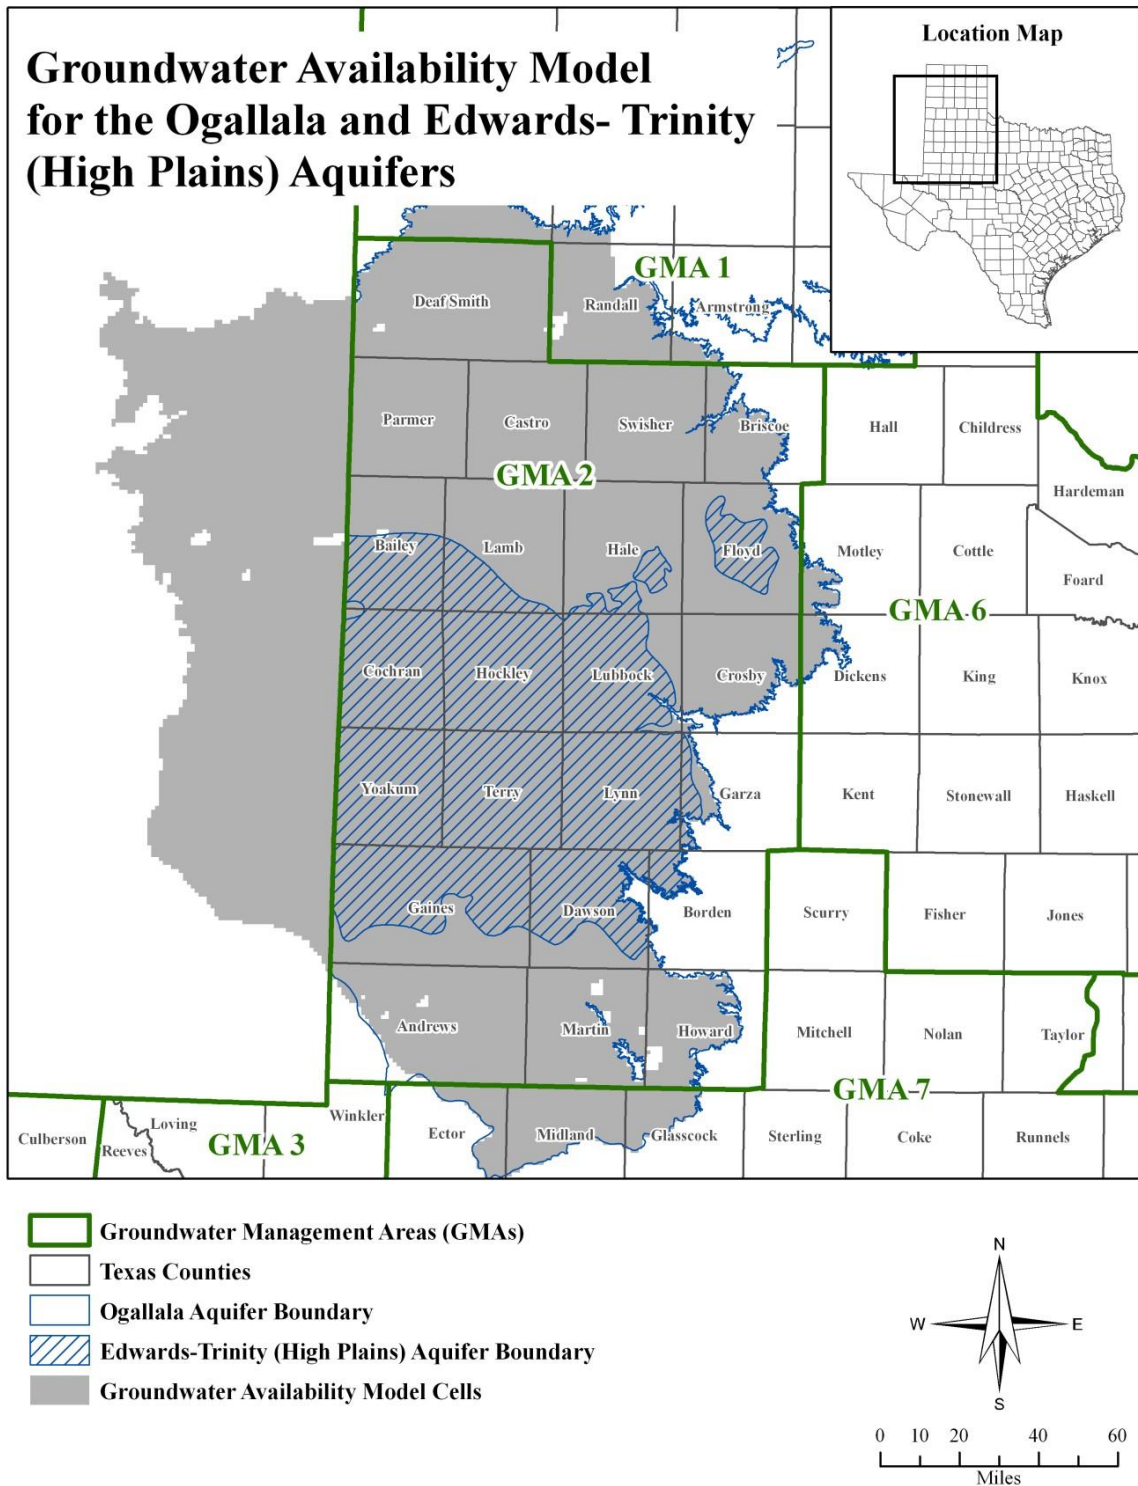 Groundwater Availability Model
for the Ogallala and Edwards- Trinity
(High Plains) Aquifers
Location Map
GMA 1
Deaf Smith
Randall
Armstrong
Parmer
Castro
Swisher
Briscoe
Hall
Childress
GMA 2
Hardeman
Bailey
Lamb
Hale
Floyd
Motley
Cottle
Foard
GMA 6
Cochran
Hockley
Lubbock
Crosby
Dickens
King
Knox
Yoakum
Terry
Lynn
Garza
Kent
Stonewall
Haskell
Gaines
Dawson
Borden
Scurry
Fisher
Jones
Andrews
Martin
Howard
Mitchell
Nolan
Taylor
GMA 7
Culberson
Reeves
Loving
GMA 3
Winkler
Ector
Midland
Glasscock
Sterling
Coke
Runnels
Groundwater Management Areas (GMAs)
Texas Counties
Ogallala Aquifer Boundary
Edwards-Trinity (High Plains) Aquifer Boundary
Groundwater Availability Model Cells
N
W E
S
0 10 20 40 60
Miles